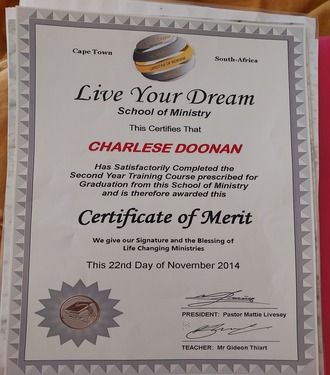 Cape Town South-Africa
Live Your Dream
School of Ministry
This Certifies That
CHARLESE DOONAN
Has Satisfactorily Completed the
Second Year Training Course prescribed for
Graduation from this School of Ministry
and is therefore awarded this
Certificate of Merit
We give our Signature and the Blessing of
Life Changing Ministries
This 22nd Day of November 2014
PRESIDENT: Pastor Mattie Livesey
TEACHER: Mr Gideon Thiart